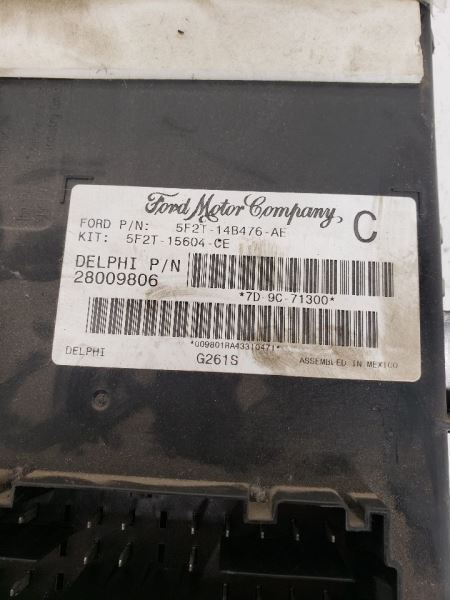 Ford Motor Company
FORD P/N: 5F2T-14B476-AE
C
KIT: 5F2T-15604-CE
DELPHI P/N
28009806
*7D-9C-71300*
*009801RA43310471*
DELPHI
G261S
ASSEMBLED IN MEXICO